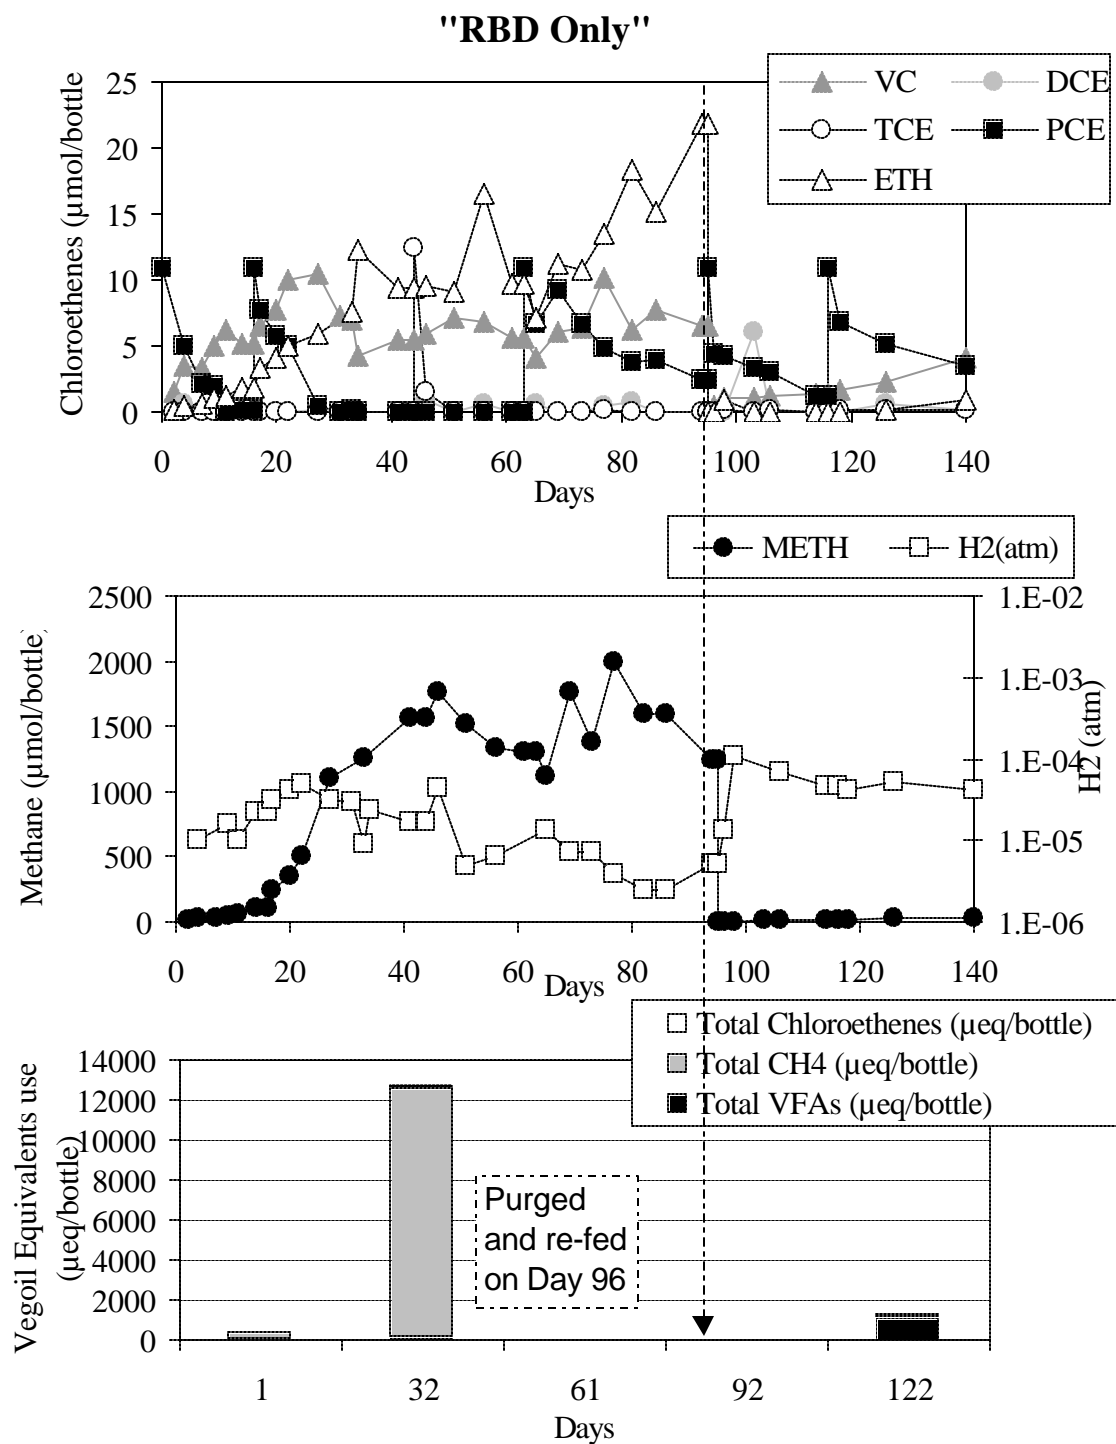 "RBD Only"
VC DCE
TCE PCE
ETH
Chloroethenes (µmol/bottle
25
20
15
10
5
0
0 20 40 60 80 100 120 140
Days
METH H2(atm)
Methane (µmol/bottle)
2500
2000
1500
1000
500
0
1.E-02
1.E-03
1.E-04
1.E-05
1.E-06
H2 (atm)
0 20 40 60 80 100 120 140
Days
Total Chloroethenes (µeq/bottle)
Total CH4 (µeq/bottle)
Total VFAs (µeq/bottle)
Vegoil Equivalents use
(µeq/bottle)
14000
12000
10000
8000
6000
4000
2000
0
Purged
and re-fed
on Day 96
1 32 61 92 122
Days